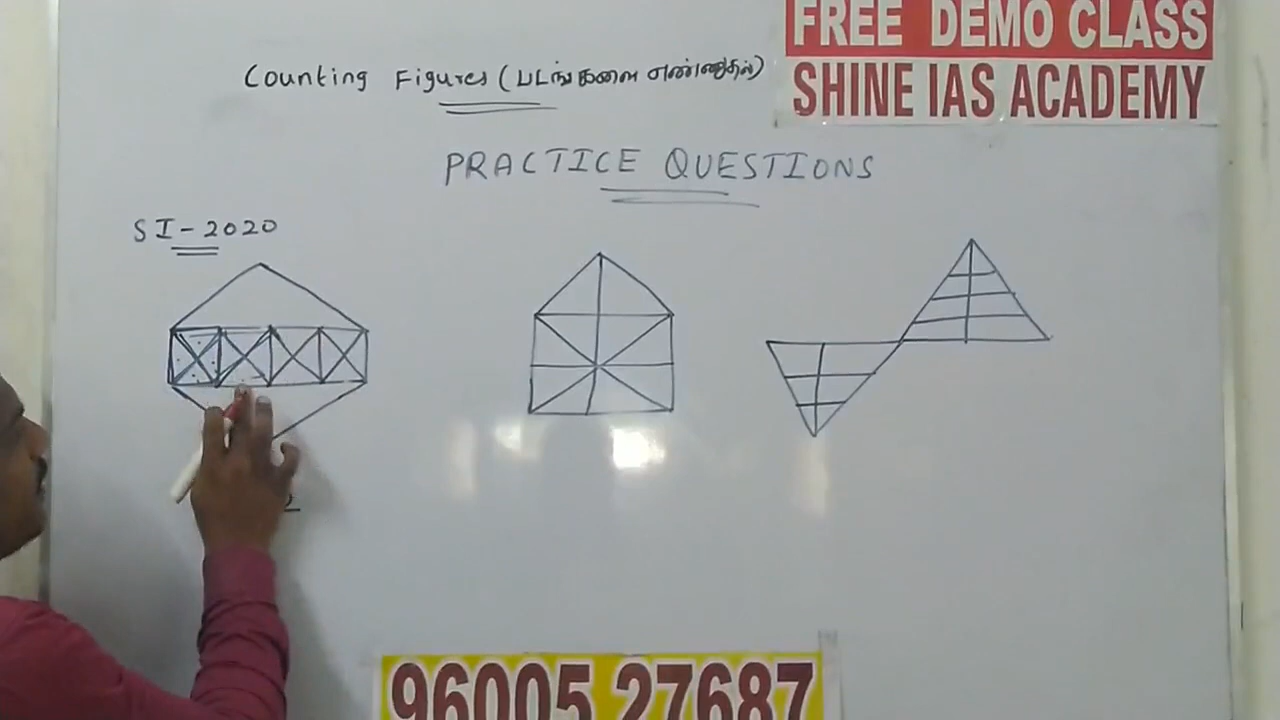 FREE DEMO CLASS
SHINE IAS ACADEMY
Counting Figures (படங்களை எண்ணுதல்)
PRACTICE QUESTIONS
SI-2020
96005 27687